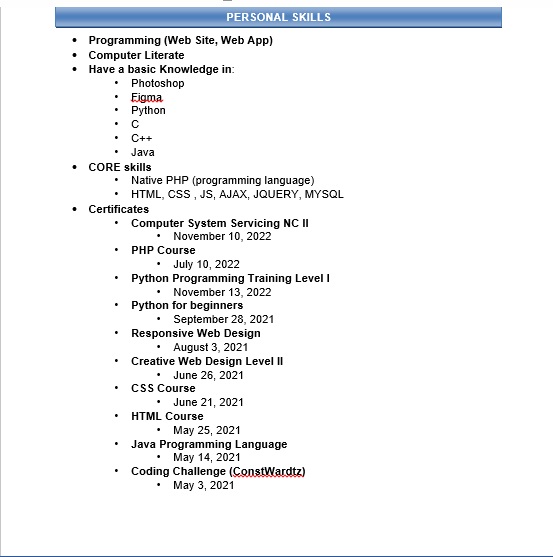 PERSONAL SKILLS
• Programming (Web Site, Web App)
• Computer Literate
• Have a basic Knowledge in:
• Photoshop
• Figma
• Python
• C
• C++
• Java
• CORE skills
• Native PHP (programming language)
• HTML, CSS , JS, AJAX, JQUERY, MYSQL
• Certificates
• Computer System Servicing NC II
• November 10, 2022
• PHP Course
• July 10, 2022
• Python Programming Training Level I
• November 13, 2022
• Python for beginners
• September 28, 2021
• Responsive Web Design
• August 3, 2021
• Creative Web Design Level II
• June 26, 2021
• CSS Course
• June 21, 2021
• HTML Course
• May 25, 2021
• Java Programming Language
• May 14, 2021
• Coding Challenge (ConstWardtz)
• May 3, 2021